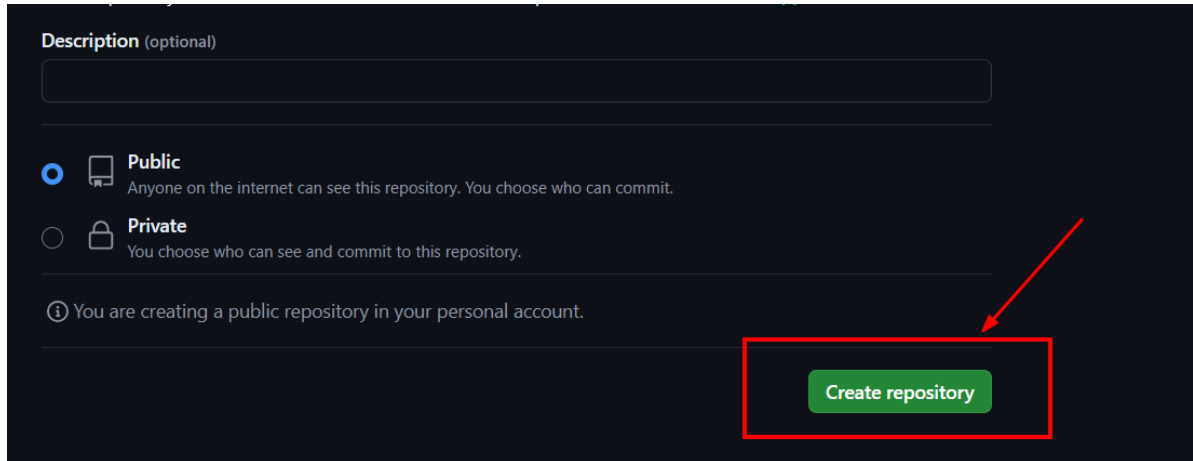 Description (optional)
Public
Anyone on the internet can see this repository. You choose who can commit.
Private
You choose who can see and commit to this repository.
You are creating a public repository in your personal account.
Create repository